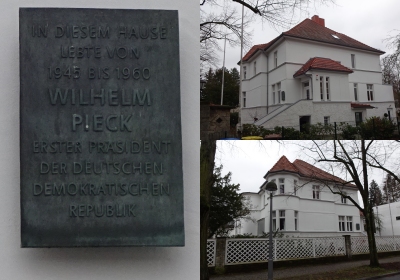 IN DIESEM HAUSE
LEBTE VON
1945 BIS 1960
WILHELM
PIECK
ERSTER PRÄSIDENT
DER DEUTSCHEN
DEMOKRATISCHEN
REPUBLIK